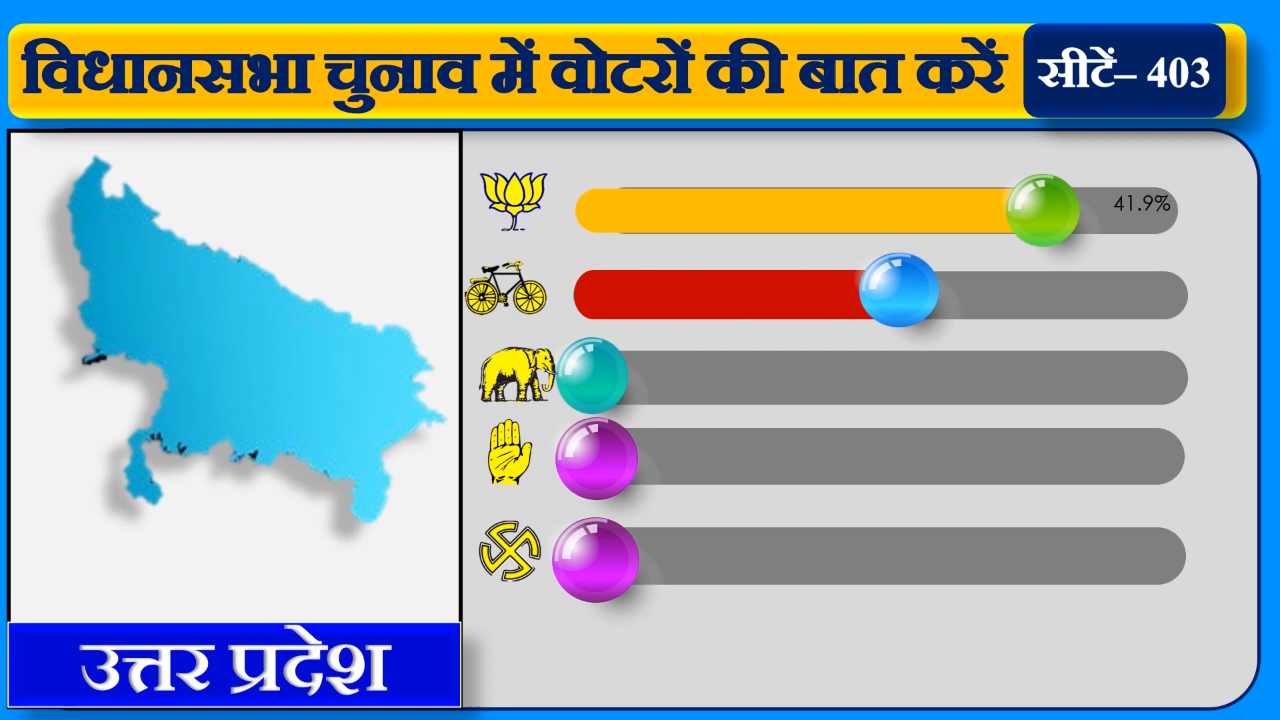 विधानसभा चुनाव में वोटरों की बात करें
सीटें– 403
41.9%
उत्तर प्रदेश